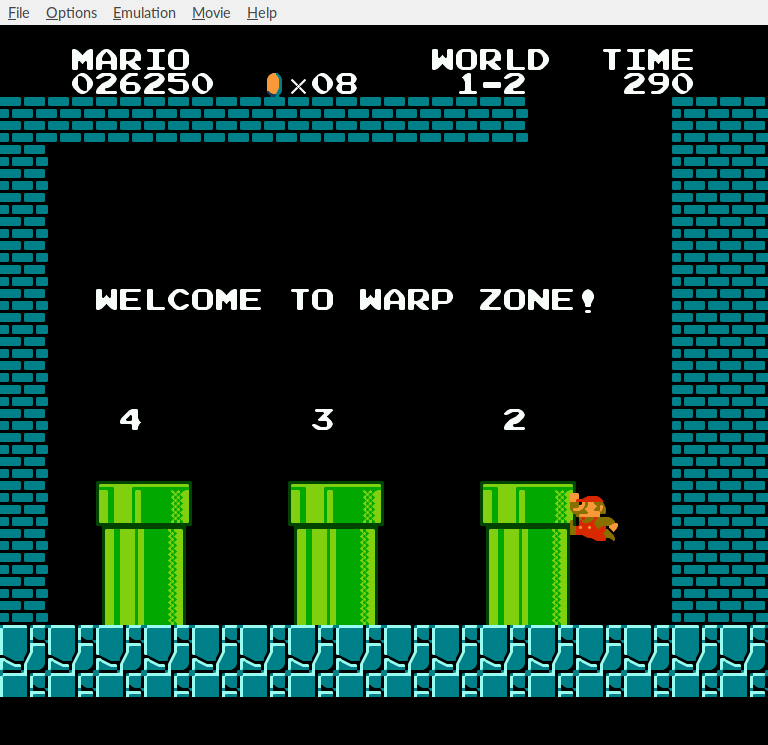 File Options Emulation Movie Help
MARIO WORLD TIME
026250 ×08 1-2 290
WELCOME TO WARP ZONE!
4 3 2